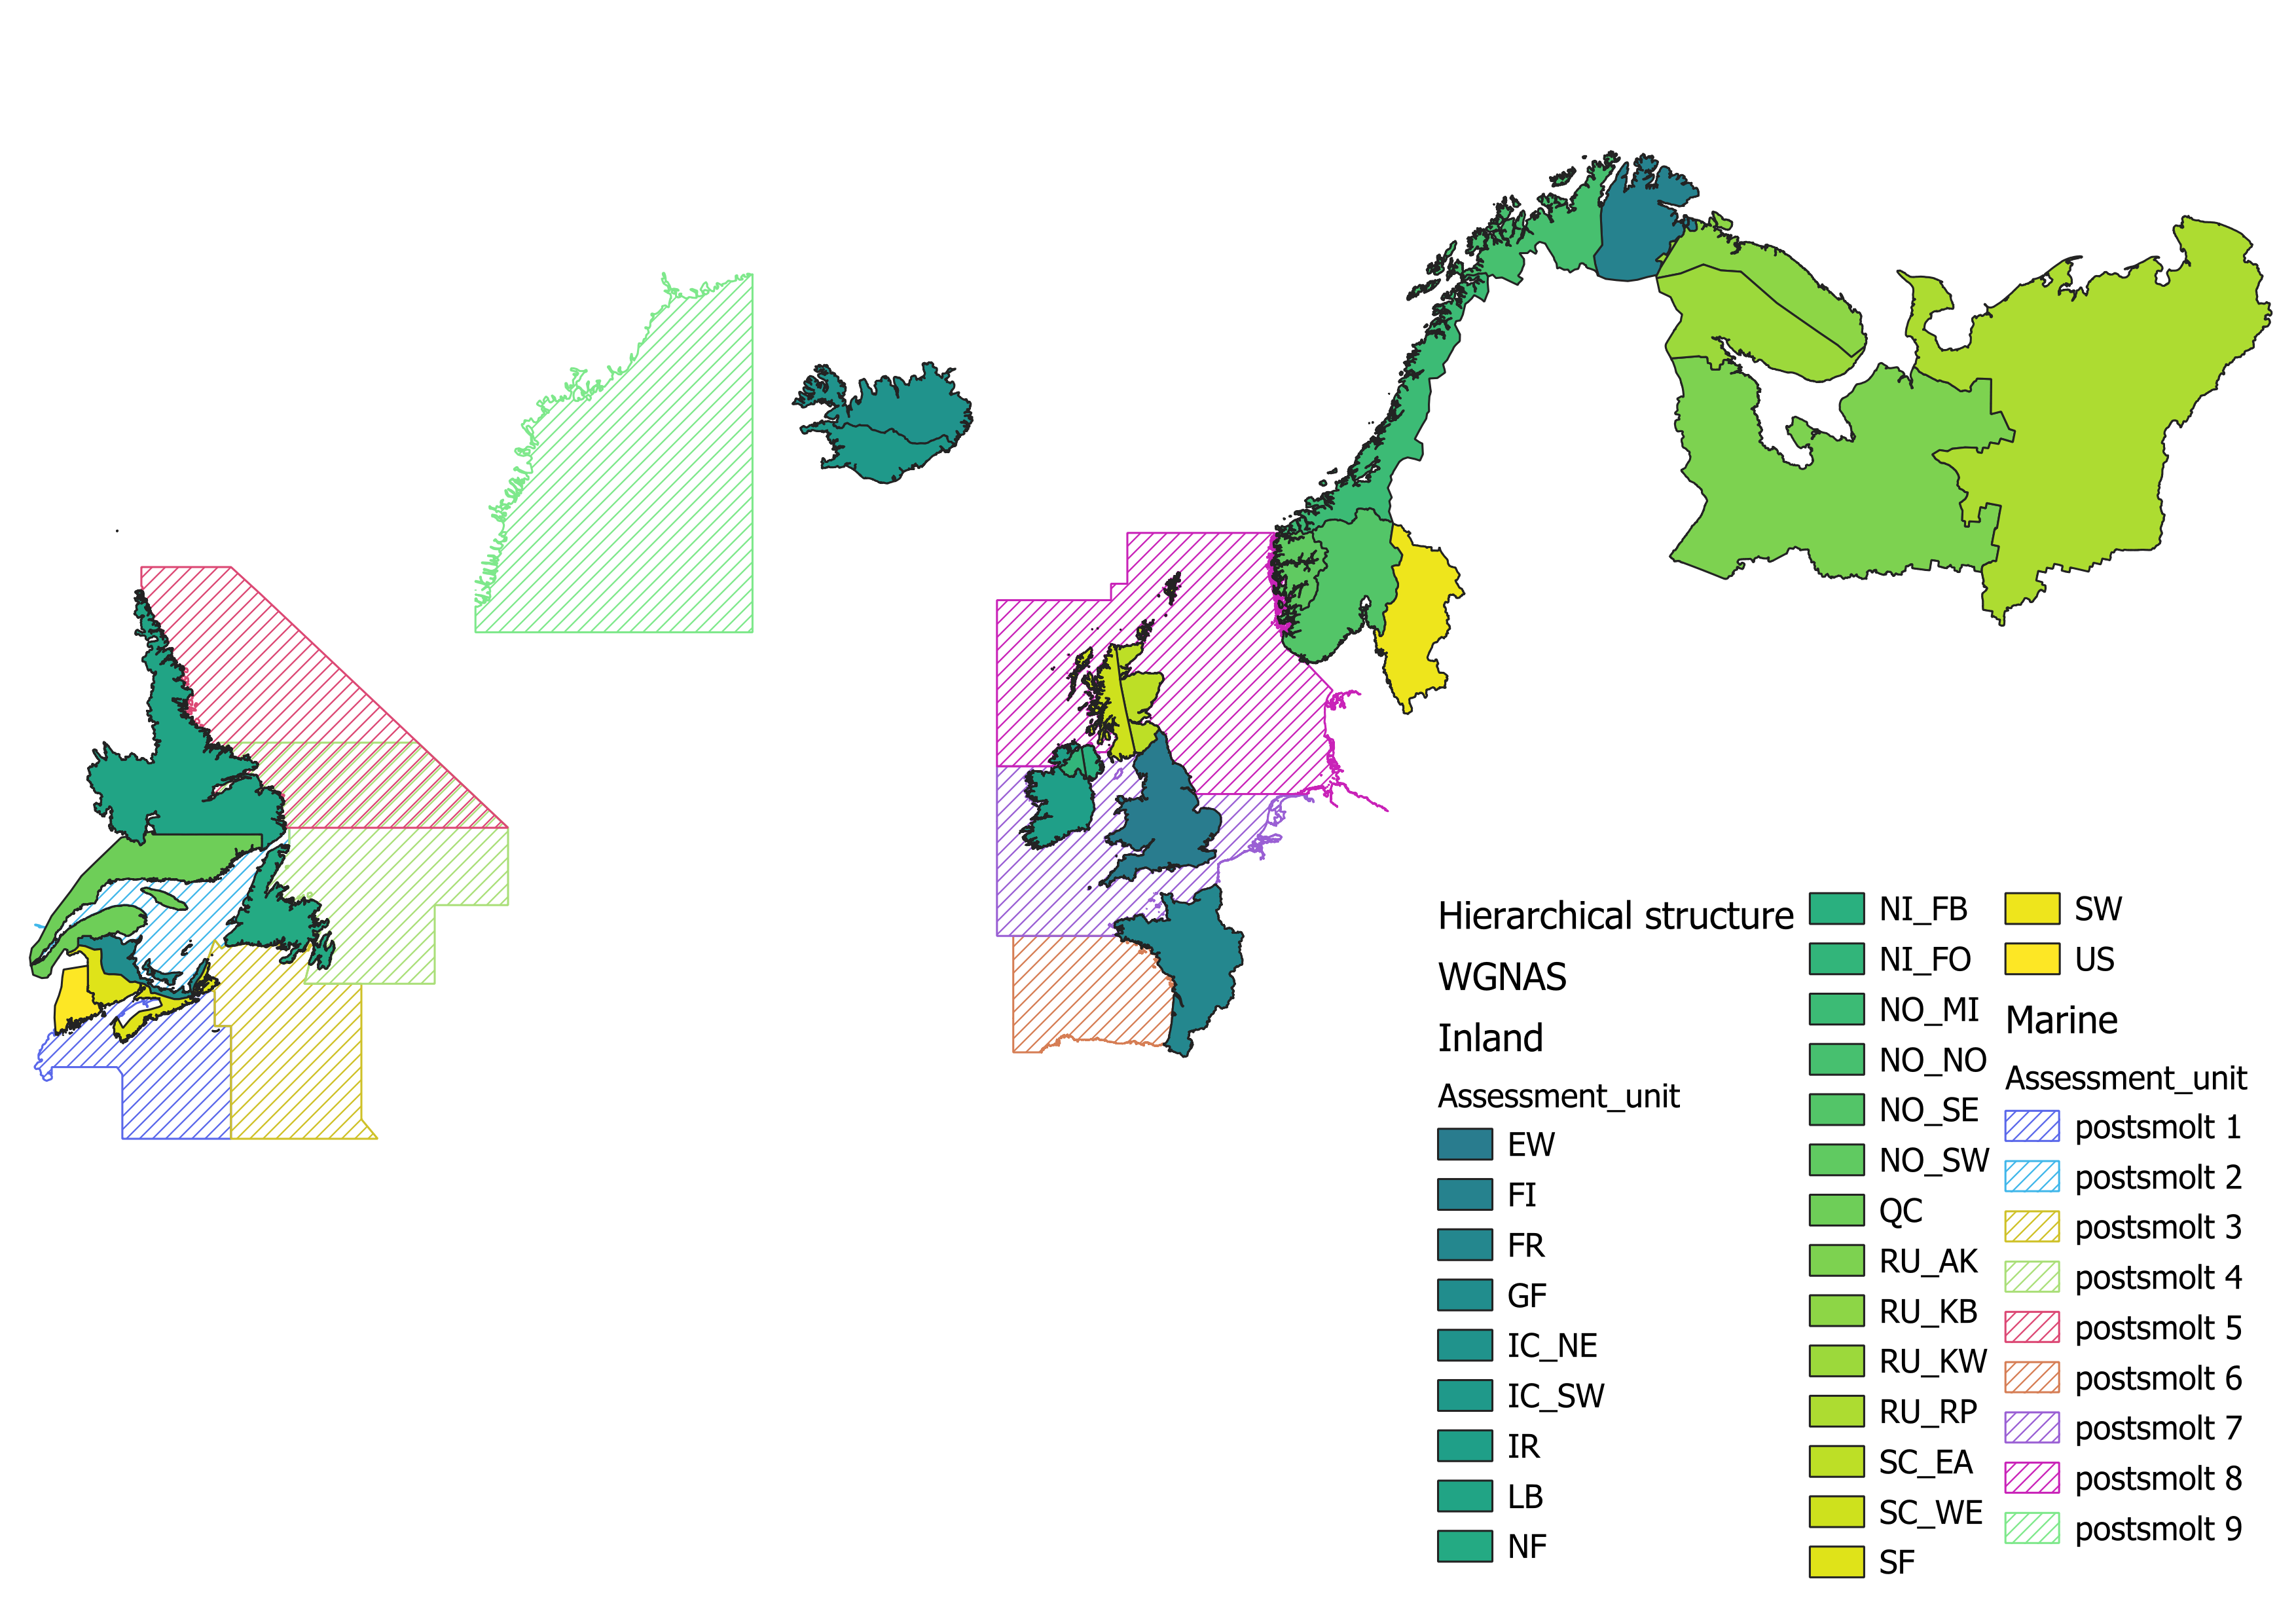 Hierarchical structure
WGNAS
Inland
Assessment_unit
EW
FI
FR
GF
IC_NE
IC_SW
IR
LB
NF
NI_FB
NI_FO
NO_MI
NO_NO
NO_SE
NO_SW
QC
RU_AK
RU_KB
RU_KW
RU_RP
SC_EA
SC_WE
SF
SW
US
Marine
Assessment_unit
postsmolt 1
postsmolt 2
postsmolt 3
postsmolt 4
postsmolt 5
postsmolt 6
postsmolt 7
postsmolt 8
postsmolt 9